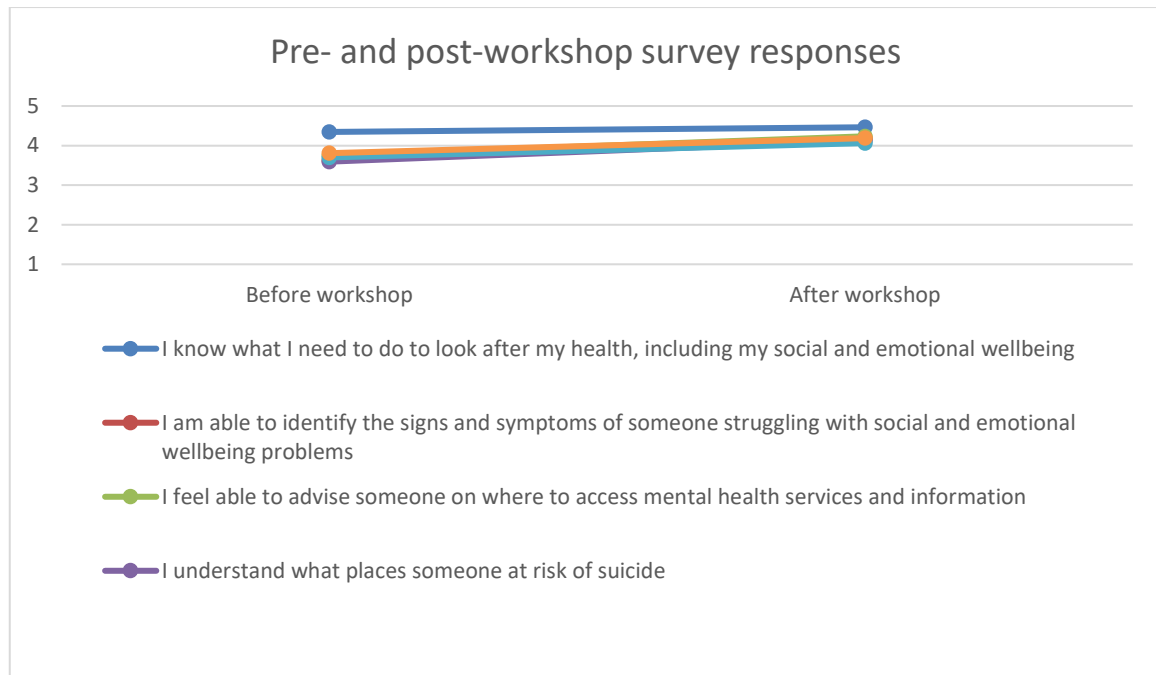 Pre- and post-workshop survey responses
5
4
3
2
1
Before workshop After workshop
I know what I need to do to look after my health, including my social and emotional wellbeing
I am able to identify the signs and symptoms of someone struggling with social and emotional
wellbeing problems
I feel able to advise someone on where to access mental health services and information
I understand what places someone at risk of suicide